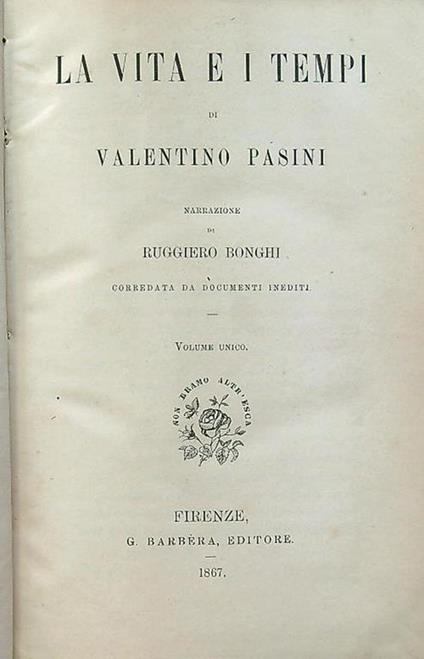 LA VITA E I TEMPI
DI
VALENTINO PASINI
NARRAZIONE
DI
RUGGIERO BONGHI
CORREDATA DA DOCUMENTI INEDITI
VOLUME UNICO.
NON BRAMO ALTR'ESCA
FIRENZE,
G. BARBÈRA, EDITORE.
1867.